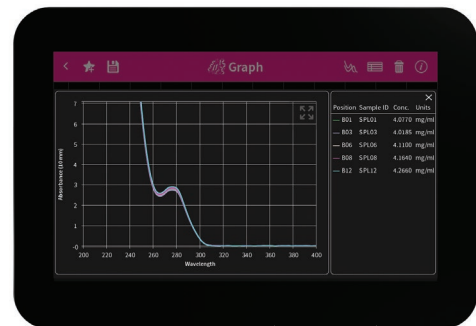 Graph
Position Sample ID Conc. Units
B01 SPL01 4.0770 mg/ml
B03 SPL03 4.0185 mg/ml
B06 SPL06 4.1100 mg/ml
B08 SPL08 4.1640 mg/ml
B12 SPL12 4.2660 mg/ml
Absorbance (10mm)
7
6
5
4
3
2
1
-0
200 220 240 260 280 300 320 340 360 380 400
Wavelength